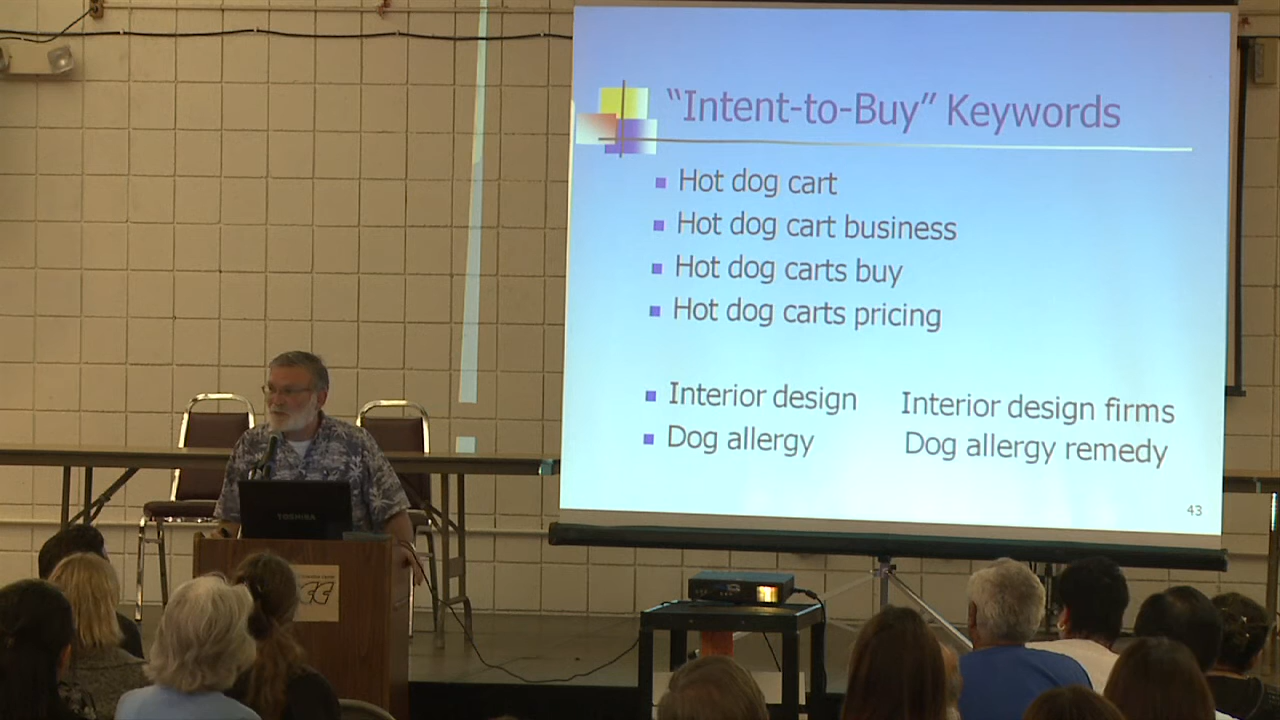 "Intent-to-Buy" Keywords
Hot dog cart
Hot dog cart business
Hot dog carts buy
Hot dog carts pricing
Interior design Interior design firms
Dog allergy Dog allergy remedy
43
TOSHIBA